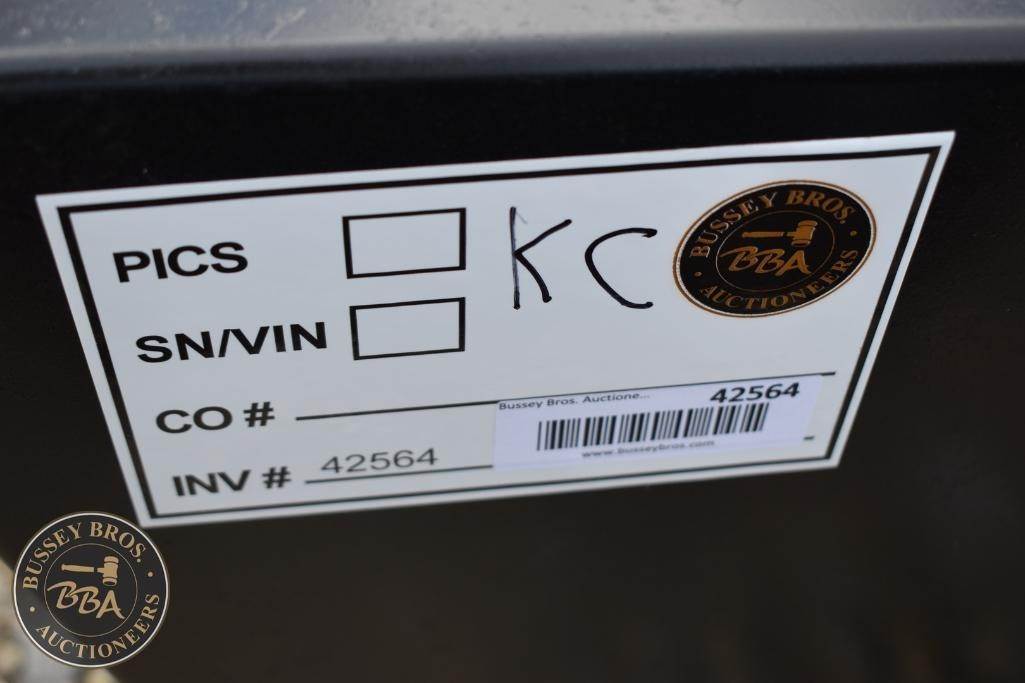 PICS KC
SN/VIN
CO #
INV # 42564
BUSSEY BROS.
BBA
AUCTIONEERS
Bussey Bros. Auctione... 42564
www.busseybros.com
BUSSEY BROS.
BBA
AUCTIONEERS